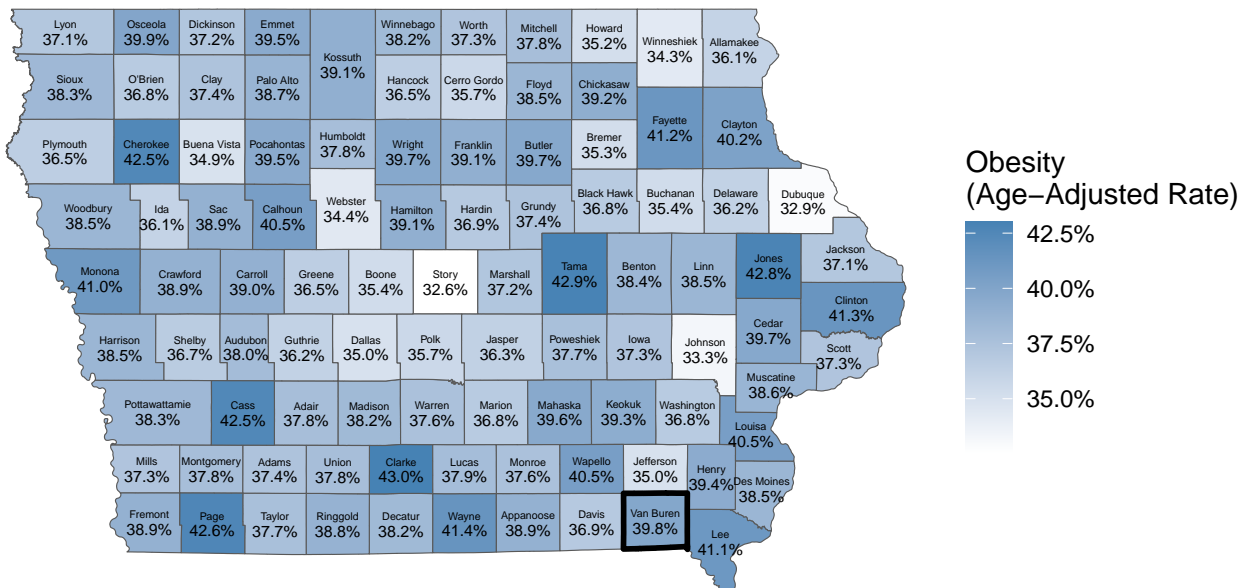 Lyon
37.1%
Osceola
39.9%
Dickinson
37.2%
Emmet
39.5%
Kossuth
39.1%
Winnebago
38.2%
Worth
37.3%
Mitchell
37.8%
Howard
35.2%
Winneshiek
34.3%
Allamakee
36.1%
Sioux
38.3%
O'Brien
36.8%
Clay
37.4%
Palo Alto
38.7%
Hancock
36.5%
Cerro Gordo
35.7%
Floyd
38.5%
Chickasaw
39.2%
Fayette
41.2%
Clayton
40.2%
Plymouth
36.5%
Cherokee
42.5%
Buena Vista
34.9%
Pocahontas
39.5%
Humboldt
37.8%
Wright
39.7%
Franklin
39.1%
Butler
39.7%
Bremer
35.3%
Woodbury
38.5%
Ida
36.1%
Sac
38.9%
Calhoun
40.5%
Webster
34.4%
Hamilton
39.1%
Hardin
36.9%
Grundy
37.4%
Black Hawk
36.8%
Buchanan
35.4%
Delaware
36.2%
Dubuque
32.9%
Monona
41.0%
Crawford
38.9%
Carroll
39.0%
Greene
36.5%
Boone
35.4%
Story
32.6%
Marshall
37.2%
Tama
42.9%
Benton
38.4%
Linn
38.5%
Jones
42.8%
Jackson
37.1%
Clinton
41.3%
Harrison
38.5%
Shelby
36.7%
Audubon
38.0%
Guthrie
36.2%
Dallas
35.0%
Polk
35.7%
Jasper
36.3%
Poweshiek
37.7%
Iowa
37.3%
Johnson
33.3%
Cedar
39.7%
Scott
37.3%
Muscatine
38.6%
Pottawattamie
38.3%
Cass
42.5%
Adair
37.8%
Madison
38.2%
Warren
37.6%
Marion
36.8%
Mahaska
39.6%
Keokuk
39.3%
Washington
36.8%
Louisa
40.5%
Mills
37.3%
Montgomery
37.8%
Adams
37.4%
Union
37.8%
Clarke
43.0%
Lucas
37.9%
Monroe
37.6%
Wapello
40.5%
Jefferson
35.0%
Henry
39.4%
Des Moines
38.5%
Fremont
38.9%
Page
42.6%
Taylor
37.7%
Ringgold
38.8%
Decatur
38.2%
Wayne
41.4%
Appanoose
38.9%
Davis
36.9%
Van Buren
39.8%
Lee
41.1%
Obesity
(Age−Adjusted Rate)
42.5%
40.0%
37.5%
35.0%